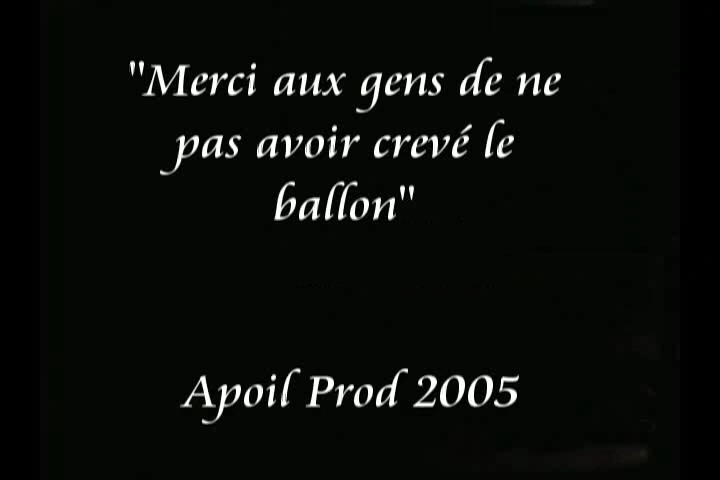 "Merci aux gens de ne
pas avoir crevé le
ballon"
Apoil Prod 2005